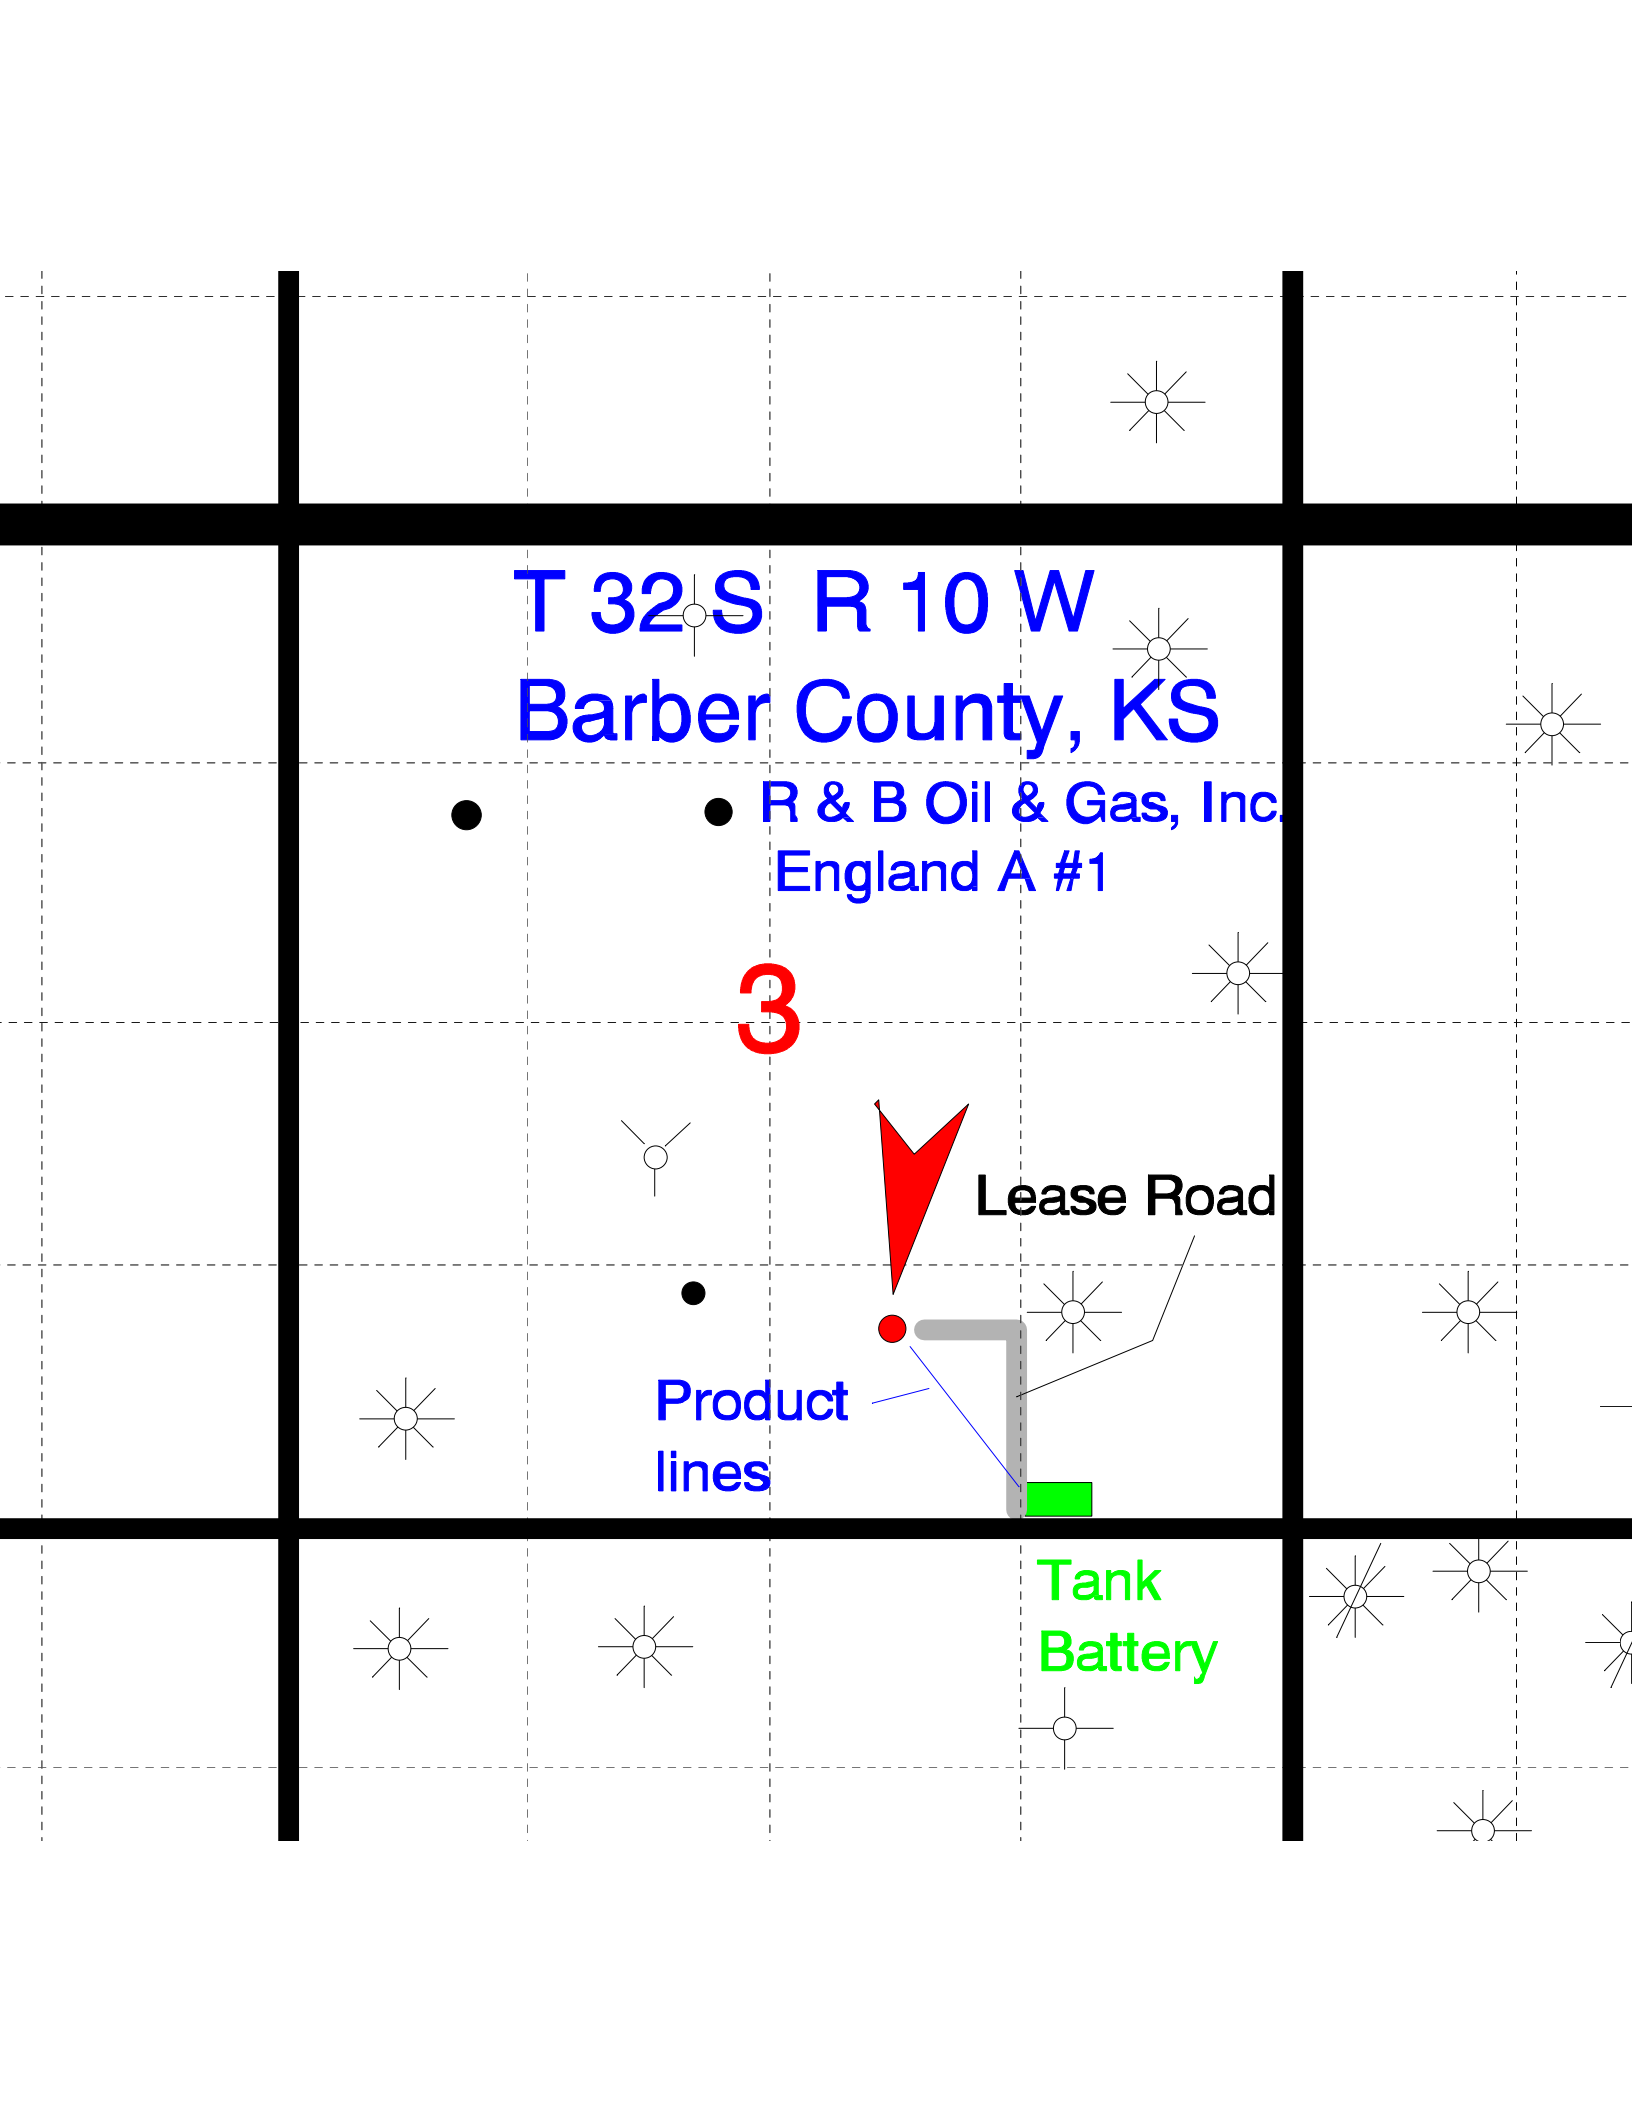 T 32 S R 10 W
Barber County, KS
R & B Oil & Gas, Inc.
England A #1
3
Lease Road
Product
lines
Tank
Battery